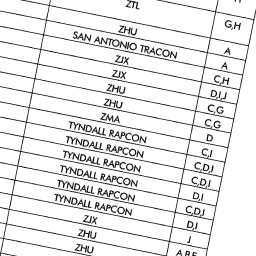 ZTL G,H
ZHU A
SAN ANTONIO TRACON A
ZJX C,H
ZJX D,I,J
ZHU C,G
ZHU C,G
ZMA D
TYNDALL RAPCON C,I
TYNDALL RAPCON C,D,I
TYNDALL RAPCON C,D,I
TYNDALL RAPCON D,I
TYNDALL RAPCON C,D,I
TYNDALL RAPCON D,I
ZJX J
ZHU
ZHU